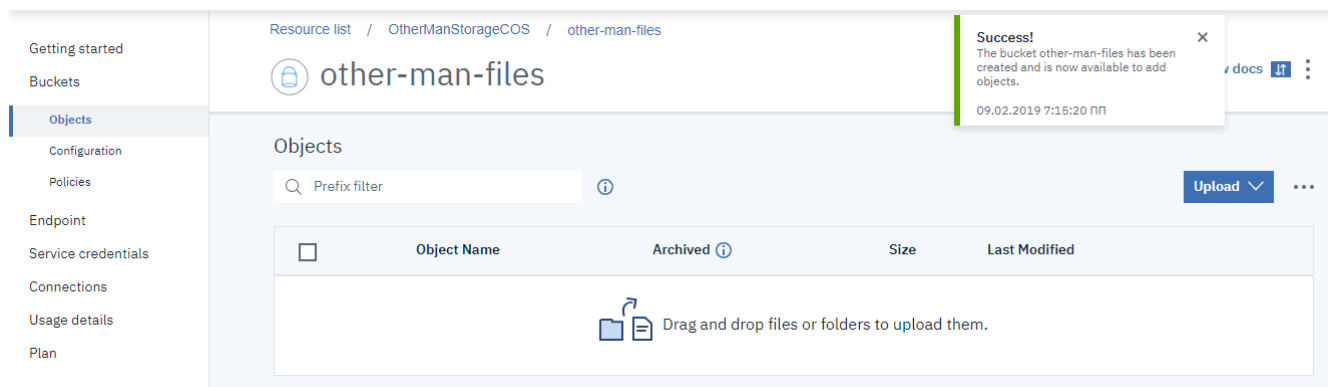 Getting started
Buckets
Objects
Configuration
Policies
Endpoint
Service credentials
Connections
Usage details
Plan
Resource list / OtherManStorageCOS / other-man-files
other-man-files
docs
Success!
The bucket other-man-files has been
created and is now available to add
objects.
09.02.2019 7:15:20 ПП
Objects
Prefix filter
Upload
Object Name Archived Size Last Modified
Drag and drop files or folders to upload them.